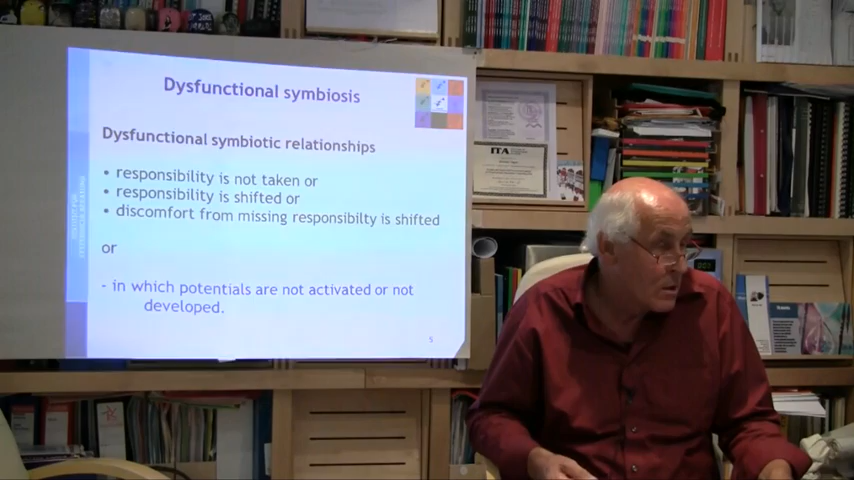 Dysfunctional symbiosis
Dysfunctional symbiotic relationships
• responsibility is not taken or
• responsibility is shifted or
• discomfort from missing responsibilty is shifted
or
- in which potentials are not activated or not
developed.
5
ITA